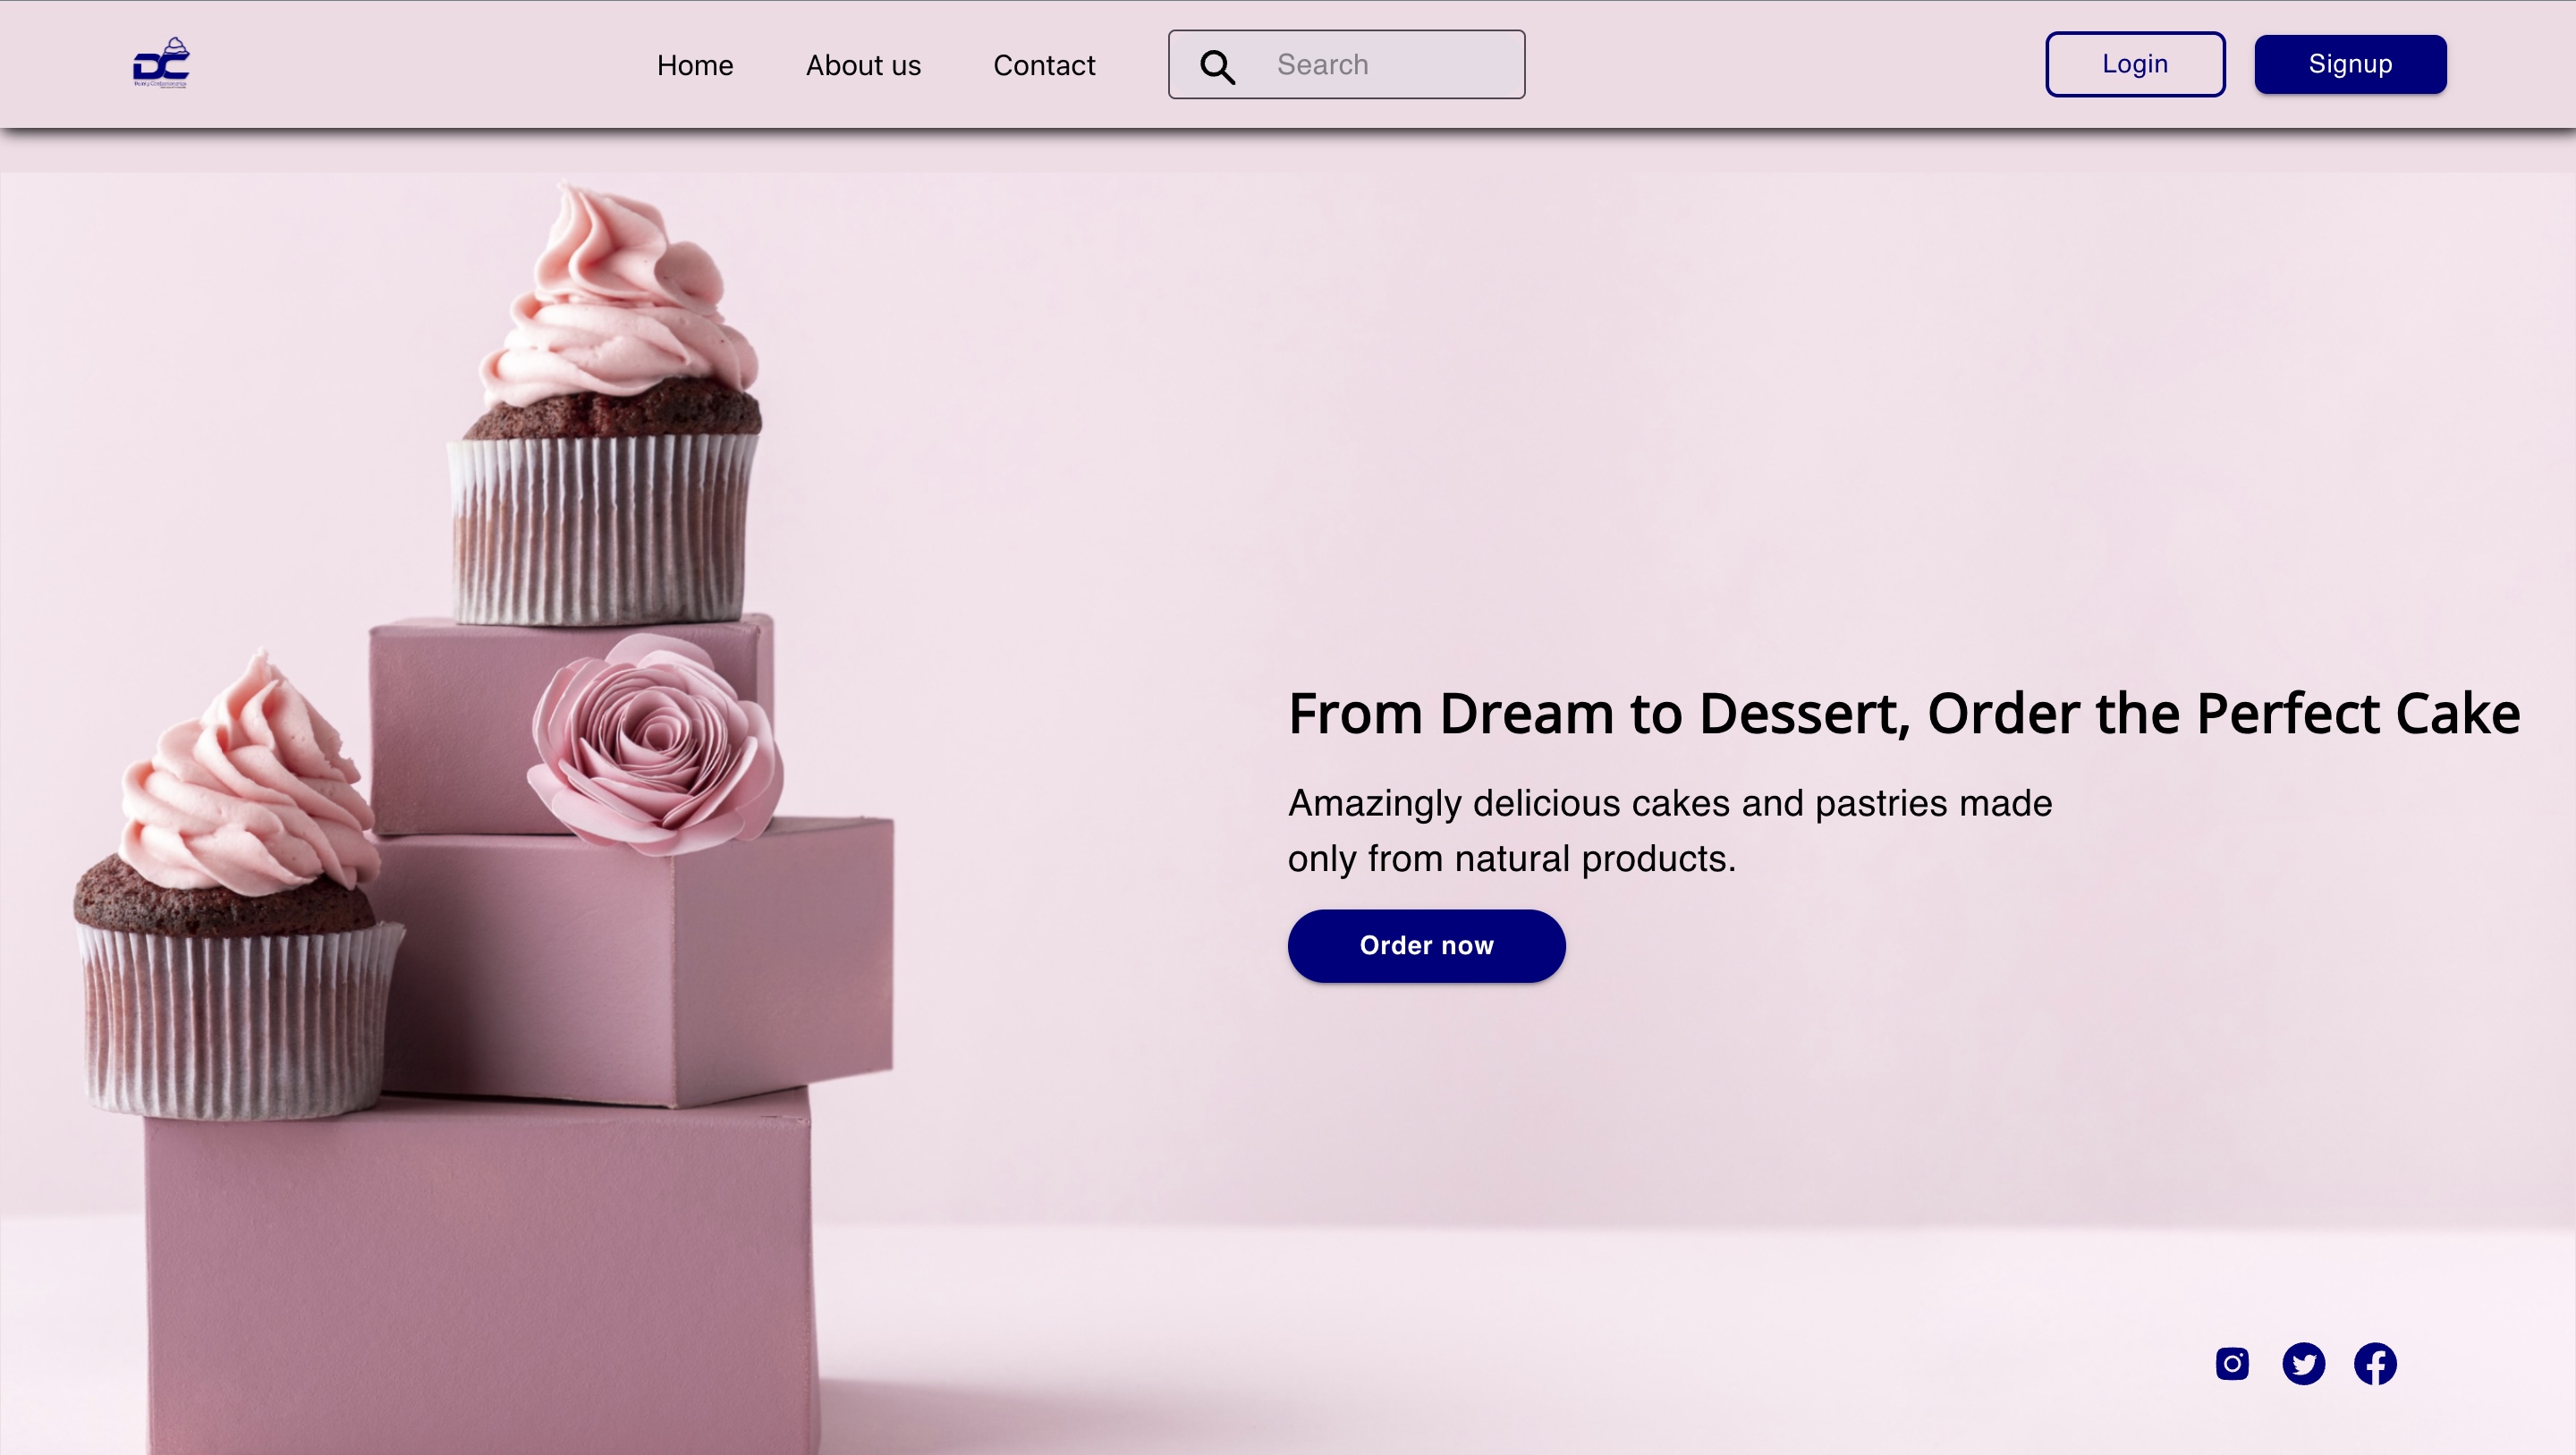 DC
Home
About us
Contact
Search
Login
Signup
From Dream to Dessert, Order the Perfect Cake
Amazingly delicious cakes and pastries made
only from natural products.
Order now